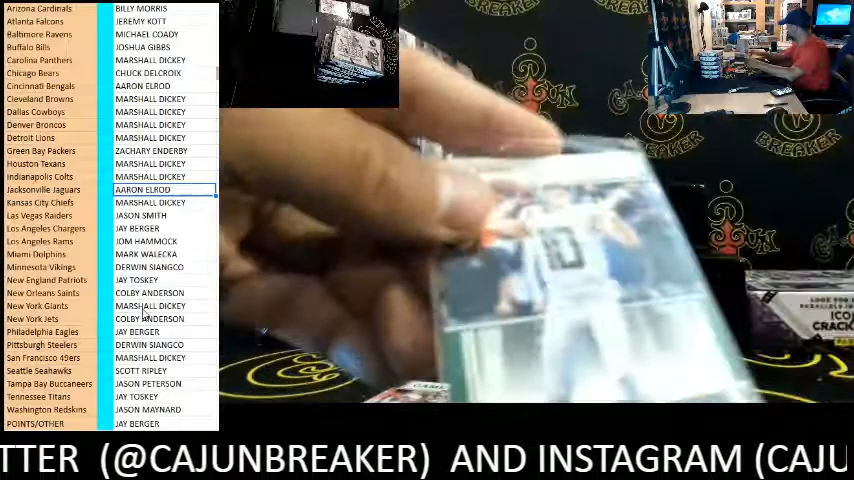 Arizona Cardinals BILLY MORRIS
Atlanta Falcons JEREMY KOTT
Baltimore Ravens MICHAEL COADY
Buffalo Bills JOSHUA GIBBS
Carolina Panthers MARSHALL DICKEY
Chicago Bears CHUCK DELCROIX
Cincinnati Bengals AARON ELROD
Cleveland Browns MARSHALL DICKEY
Dallas Cowboys MARSHALL DICKEY
Denver Broncos MARSHALL DICKEY
Detroit Lions MARSHALL DICKEY
Green Bay Packers ZACHARY ENDERBY
Houston Texans MARSHALL DICKEY
Indianapolis Colts MARSHALL DICKEY
Jacksonville Jaguars AARON ELROD
Kansas City Chiefs MARSHALL DICKEY
Las Vegas Raiders JASON SMITH
Los Angeles Chargers JAY BERGER
Los Angeles Rams JOM HAMMOCK
Miami Dolphins MARK WALECKA
Minnesota Vikings DERWIN SIANGCO
New England Patriots JAY TOSKEY
New Orleans Saints COLBY ANDERSON
New York Giants MARSHALL DICKEY
New York Jets COLBY ANDERSON
Philadelphia Eagles JAY BERGER
Pittsburgh Steelers DERWIN SIANGCO
San Francisco 49ers MARSHALL DICKEY
Seattle Seahawks SCOTT RIPLEY
Tampa Bay Buccaneers JASON PETERSON
Tennessee Titans JAY TOSKEY
Washington Redskins JASON MAYNARD
POINTS/OTHER JAY BERGER
BREAKER
CAJUN
BREAKER
10
TTER (@CAJUNBREAKER) AND INSTAGRAM (CAJU